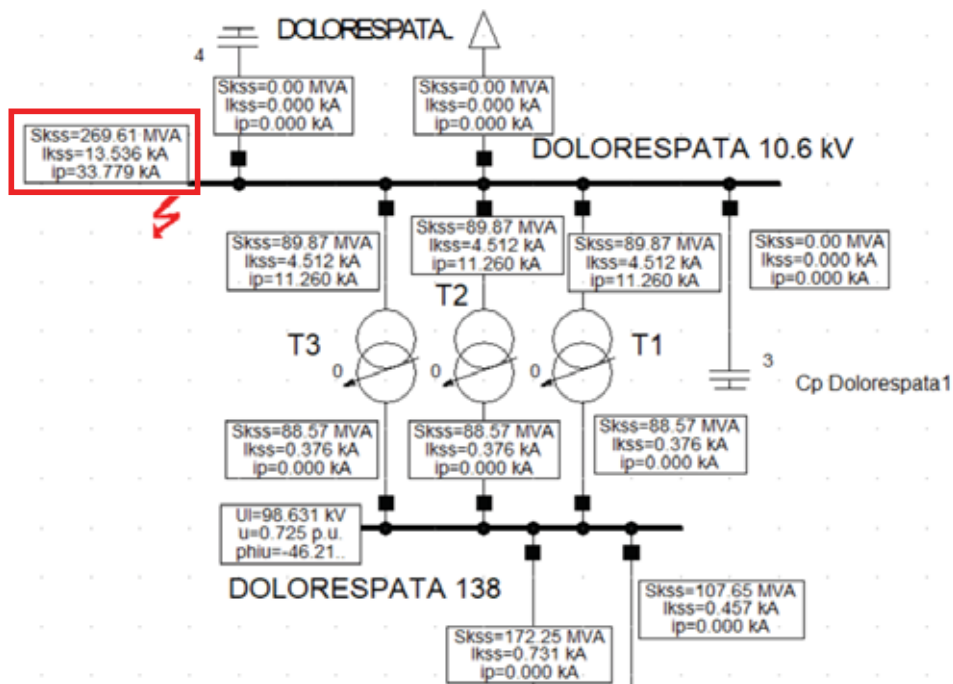 4
DOLORESPATA.
Skss=0.00 MVA
Ikss=0.000 kA
ip=0.000 kA
Skss=0.00 MVA
Ikss=0.000 kA
ip=0.000 kA
Skss=269.61 MVA
Ikss=13.536 kA
ip=33.779 kA
DOLORESPATA 10.6 kV
Skss=89.87 MVA
Ikss=4.512 kA
ip=11.260 kA
Skss=89.87 MVA
Ikss=4.512 kA
ip=11.260 kA
Skss=89.87 MVA
Ikss=4.512 kA
ip=11.260 kA
Skss=0.00 MVA
Ikss=0.000 kA
ip=0.000 kA
T3
0
T2
0
T1
0
3
Cp Dolorespata1
Skss=88.57 MVA
Ikss=0.376 kA
ip=0.000 kA
Skss=88.57 MVA
Ikss=0.376 kA
ip=0.000 kA
Skss=88.57 MVA
Ikss=0.376 kA
ip=0.000 kA
Ul=98.631 kV
u=0.725 p.u.
phiu=-46.21..
DOLORESPATA 138
Skss=172.25 MVA
Ikss=0.731 kA
ip=0.000 kA
Skss=107.65 MVA
Ikss=0.457 kA
ip=0.000 kA